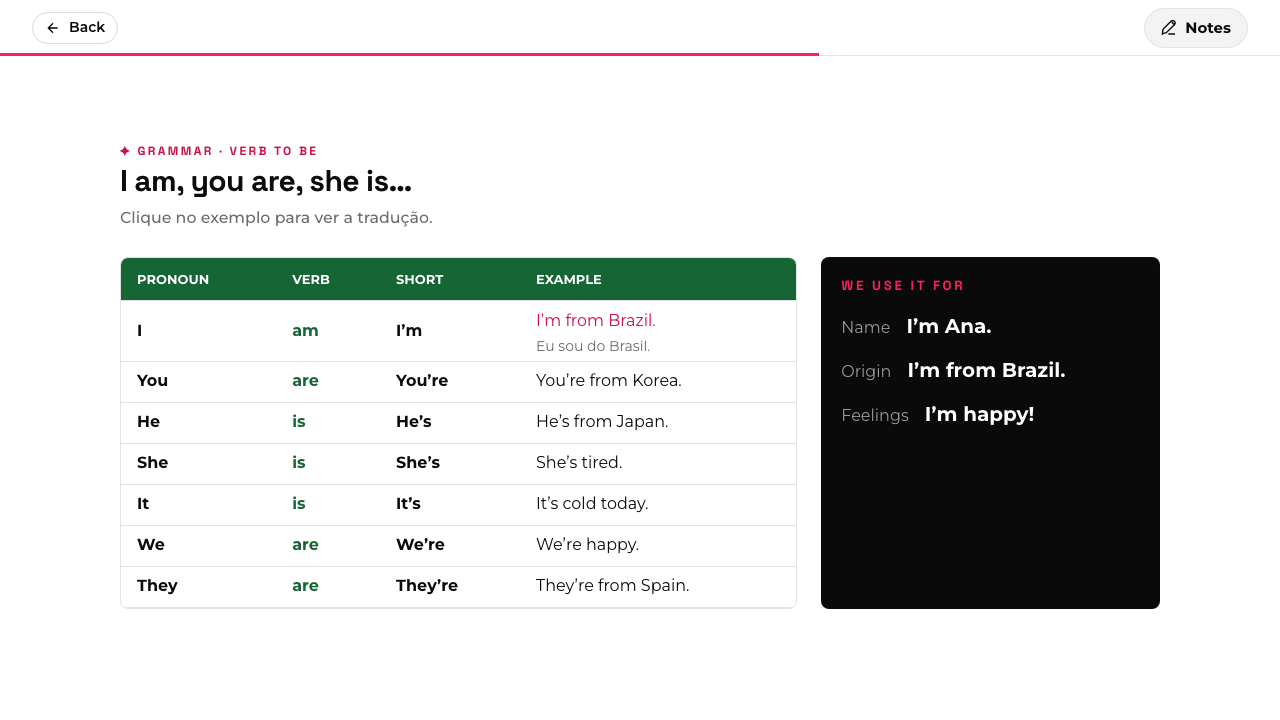 Back
Notes
GRAMMAR · VERB TO BE
I am, you are, she is...
Clique no exemplo para ver a tradução.
PRONOUN VERB SHORT EXAMPLE
I am I’m I’m from Brazil.
Eu sou do Brasil.
You are You’re You’re from Korea.
He is He’s He’s from Japan.
She is She’s She’s tired.
It is It’s It’s cold today.
We are We’re We’re happy.
They are They’re They’re from Spain.
WE USE IT FOR
Name I’m Ana.
Origin I’m from Brazil.
Feelings I’m happy!